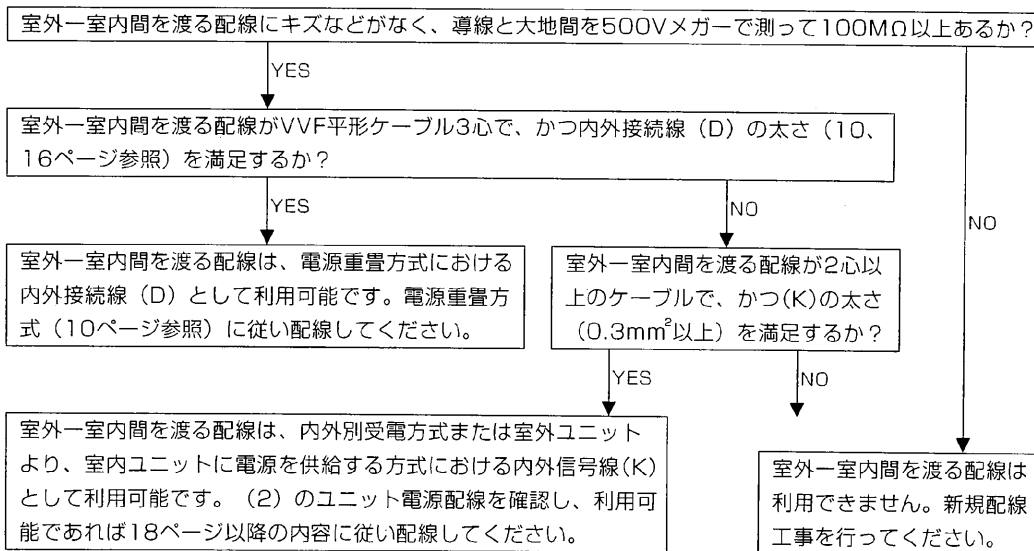 室外ー室内間を渡る配線にキズなどがなく、導線と大地間を500Vメガーで測って100MΩ以上あるか？
YES
室外ー室内間を渡る配線がVVF平形ケーブル3心で、かつ内外接続線（D）の太さ（10、
16ページ参照）を満足するか？
YES
NO
NO
室外ー室内間を渡る配線は、電源重畳方式における
内外接続線（D）として利用可能です。電源重畳方
式（10ページ参照）に従い配線してください。
室外ー室内間を渡る配線が2心以
上のケーブルで、かつ(K)の太さ
（0.3mm²以上）を満足するか？
YES
NO
室外ー室内間を渡る配線は、内外別受電方式または室外ユニット
より、室内ユニットに電源を供給する方式における内外信号線(K)
として利用可能です。（2）のユニット電源配線を確認し、利用可
能であれば18ページ以降の内容に従い配線してください。
室外ー室内間を渡る配線は
利用できません。新規配線
工事を行ってください。